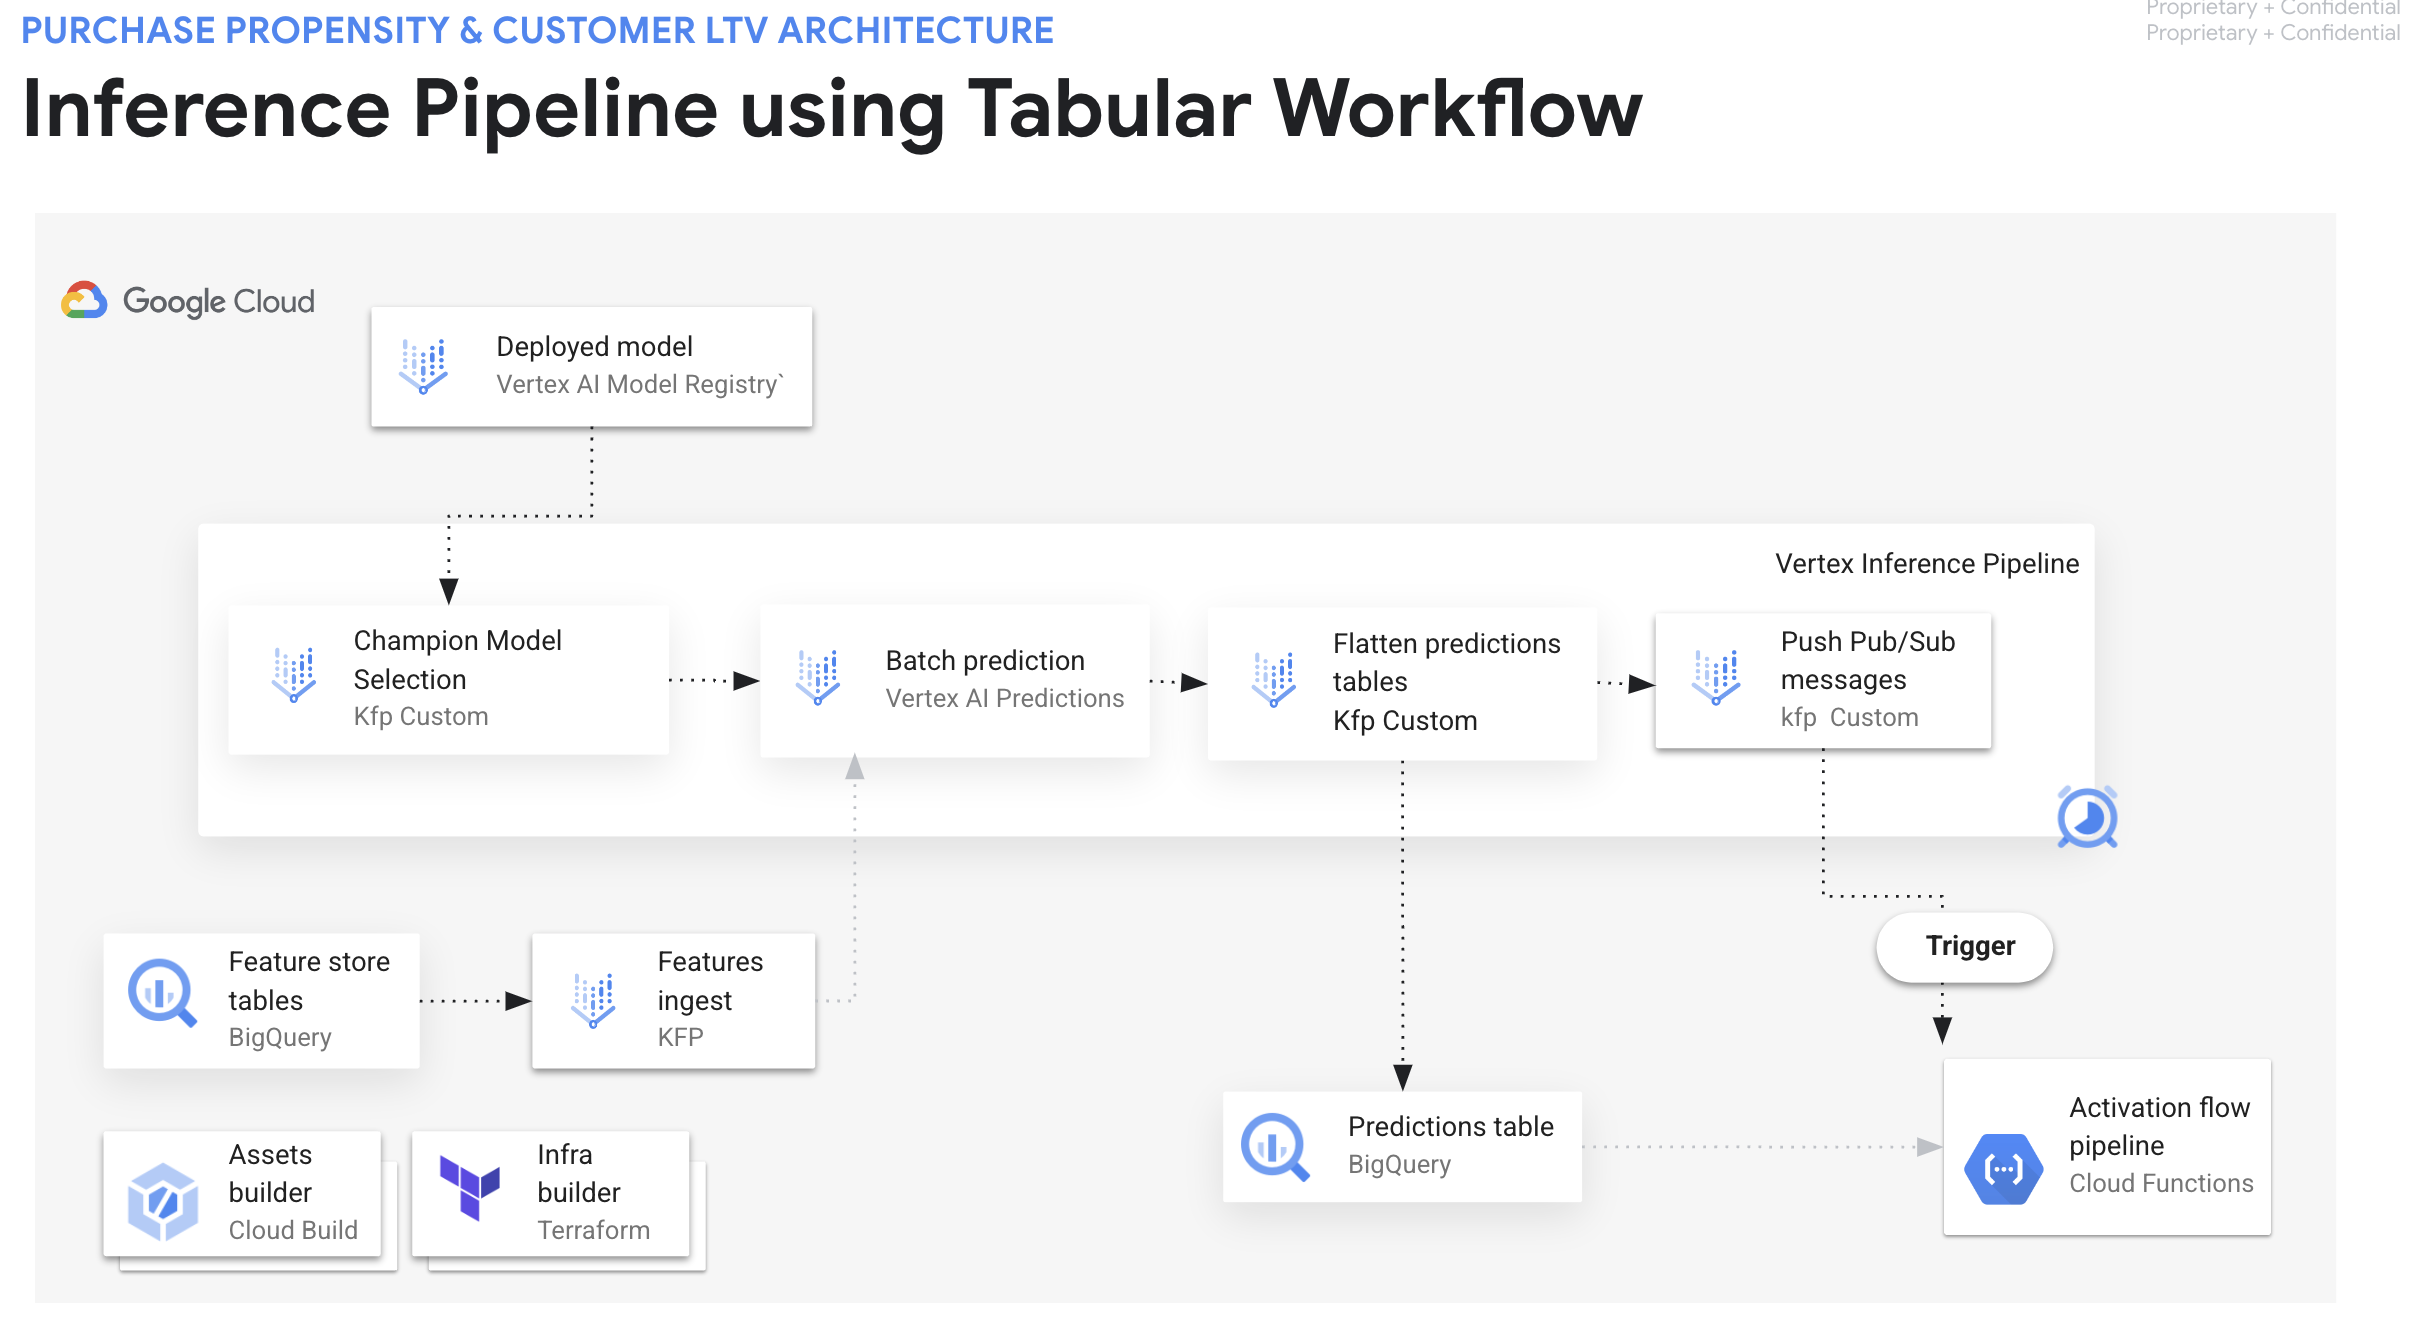 Proprietary + Confidential
PURCHASE PROPENSITY & CUSTOMER LTV ARCHITECTURE
Proprietary + Confidential
Inference Pipeline using Tabular Workflow
Google Cloud
Deployed model
Vertex AI Model Registry`
Vertex Inference Pipeline
Champion Model
Selection
Kfp Custom
Batch prediction
Vertex AI Predictions
Flatten predictions
tables
Kfp Custom
Push Pub/Sub
messages
kfp  Custom
Feature store
tables
BigQuery
Features
ingest
KFP
Trigger
Assets
builder
Cloud Build
Infra
builder
Terraform
Predictions table
BigQuery
Activation flow
pipeline
Cloud Functions